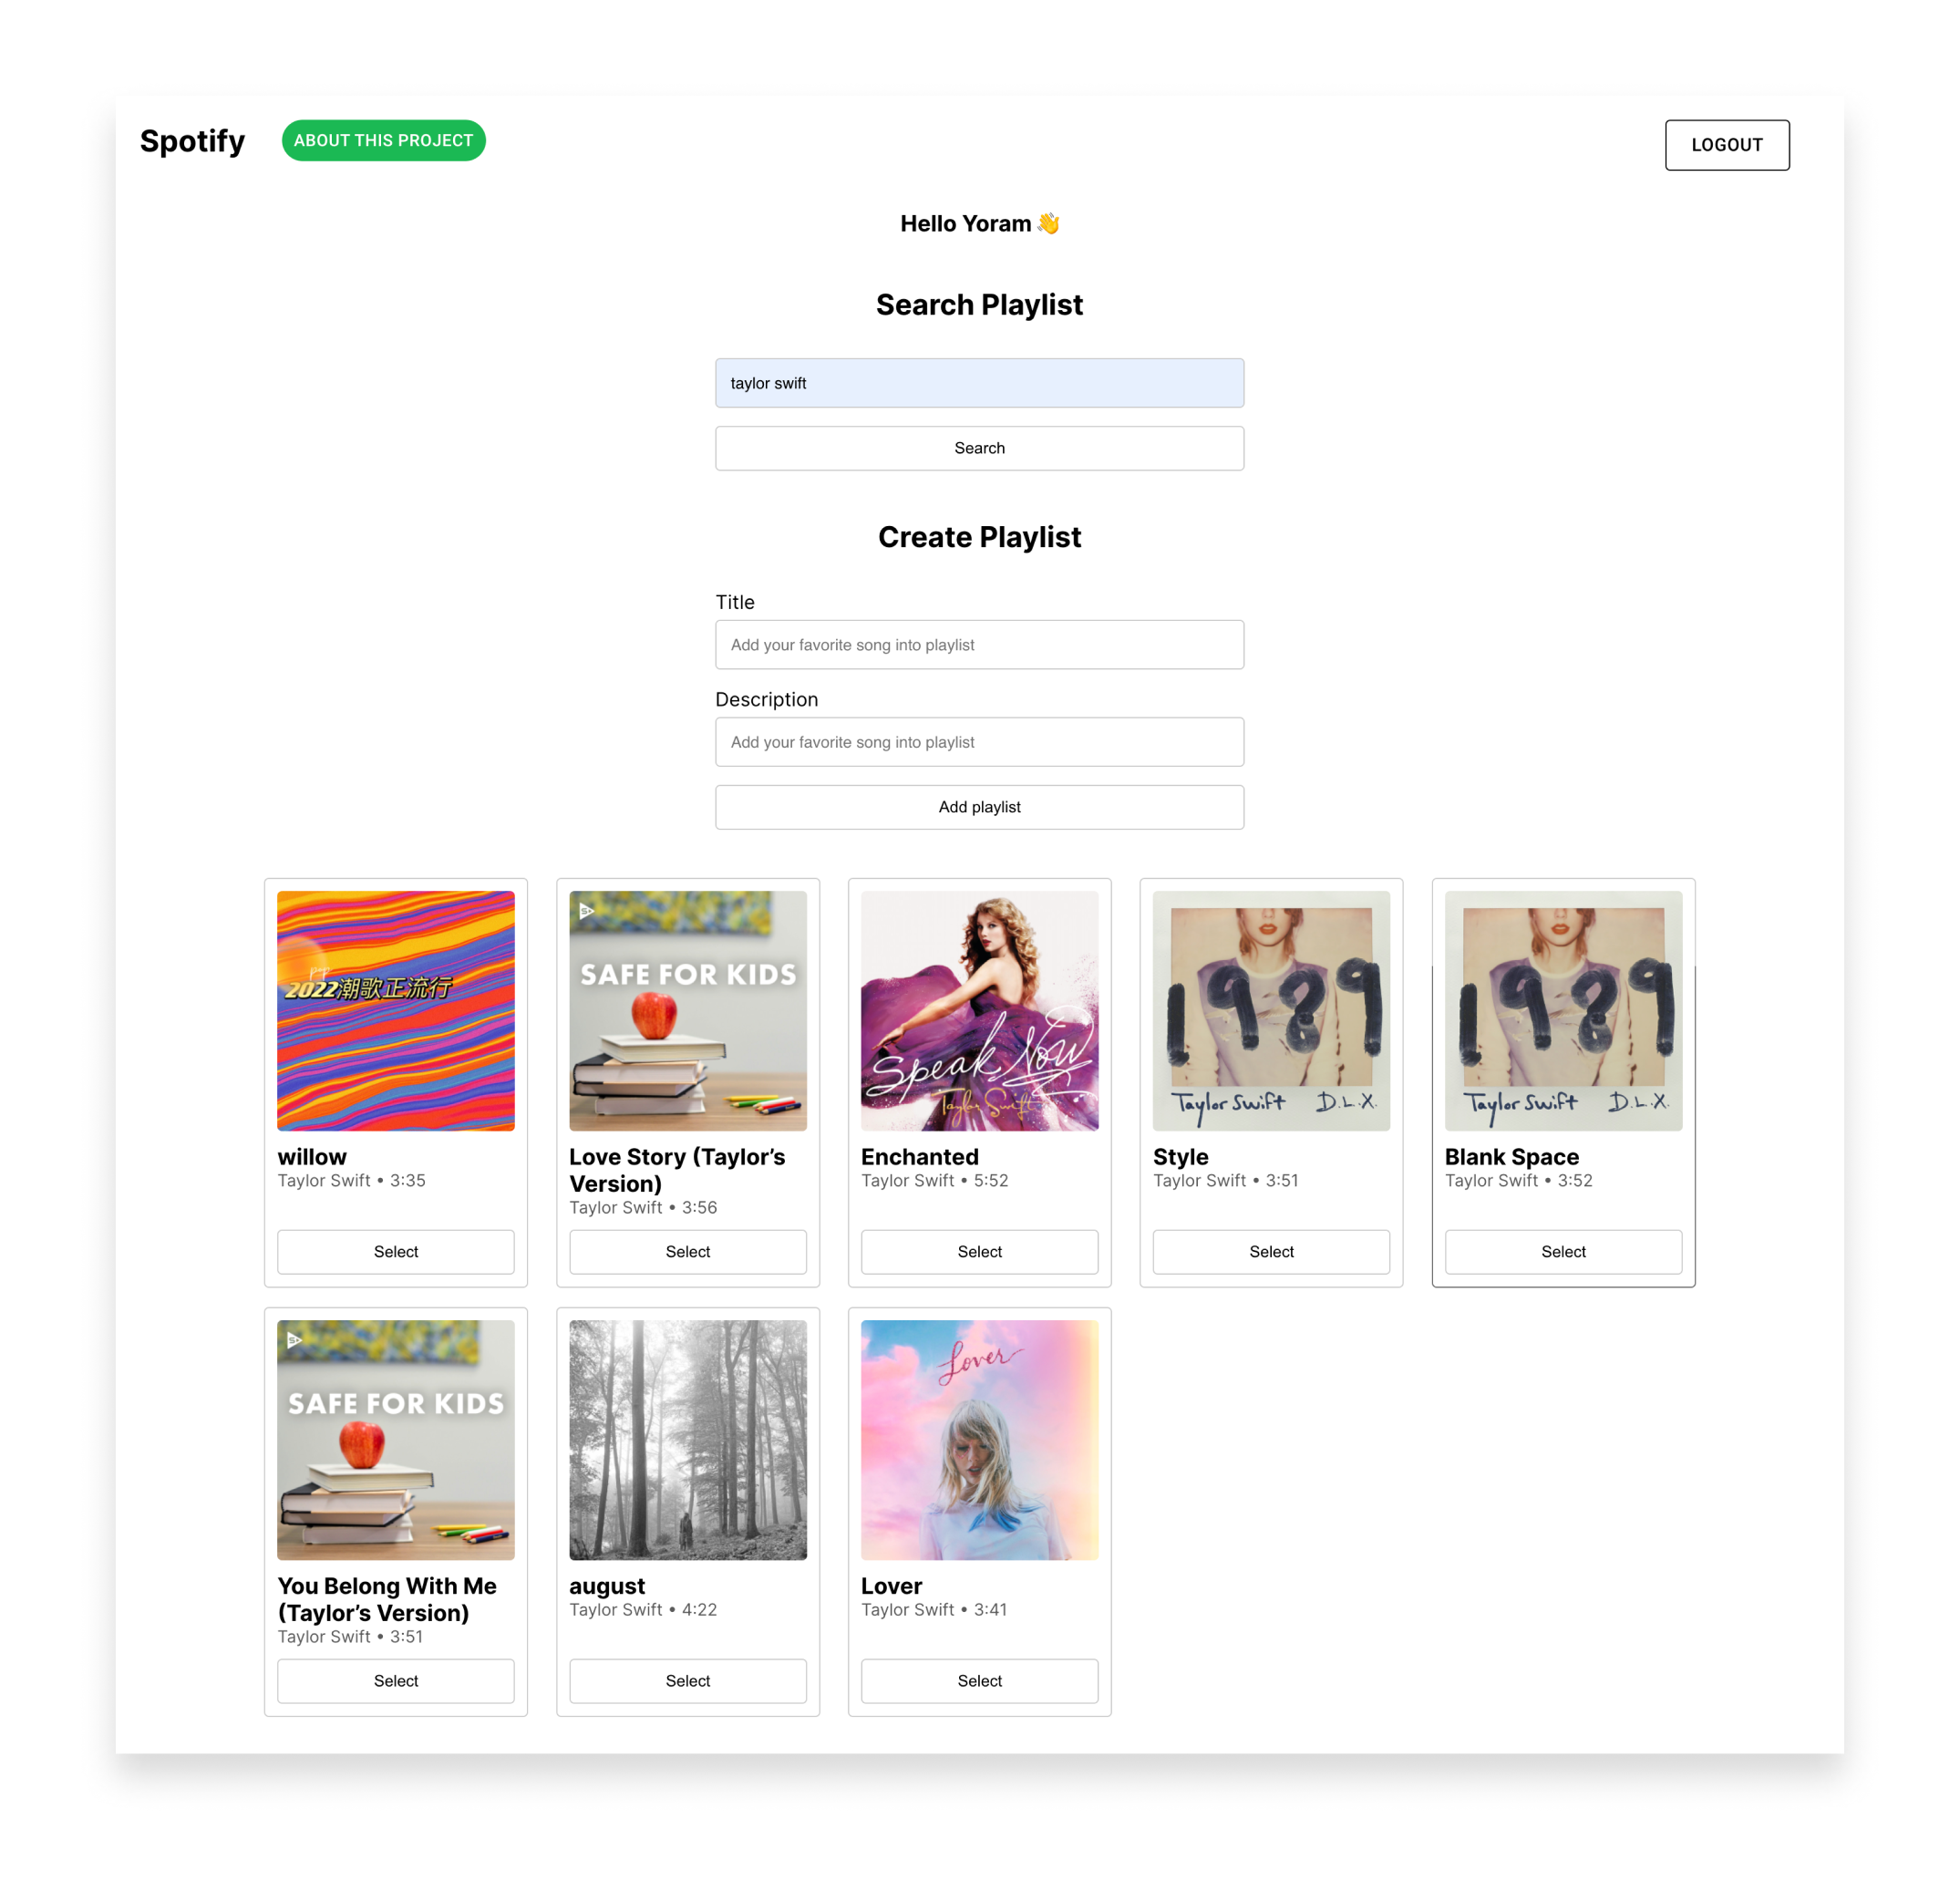 Spotify
ABOUT THIS PROJECT
LOGOUT
Hello Yoram 👋
Search Playlist
taylor swift
Search
Create Playlist
Title
Add your favorite song into playlist
Description
Add your favorite song into playlist
Add playlist
pop
2022潮歌正流行
willow
Taylor Swift • 3:35
Select
SAFE FOR KIDS
Love Story (Taylor’s
Version)
Taylor Swift • 3:56
Select
Speak Now
Taylor Swift
Enchanted
Taylor Swift • 5:52
Select
1989
Taylor Swift D.L.X.
Style
Taylor Swift • 3:51
Select
1989
Taylor Swift D.L.X.
Blank Space
Taylor Swift • 3:52
Select
SAFE FOR KIDS
You Belong With Me
(Taylor’s Version)
Taylor Swift • 3:51
Select
august
Taylor Swift • 4:22
Select
Lover
Lover
Taylor Swift • 3:41
Select